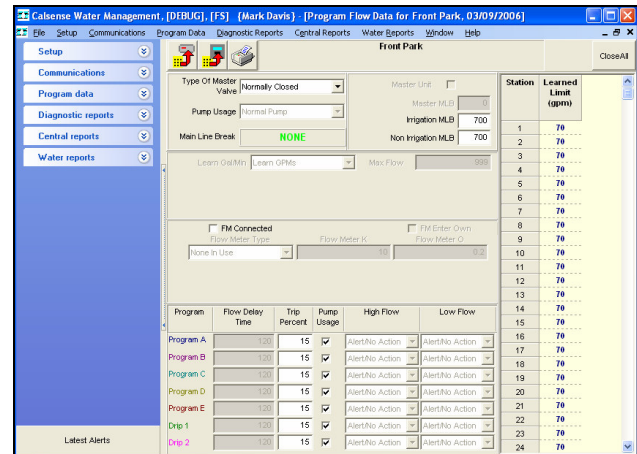 Calsense Water Management, [DEBUG], [FS] {Mark Davis} - [Program Flow Data for Front Park, 03/09/2006]
File Setup Communications Program Data Diagnostic Reports Central Reports Water Reports Window Help
Front Park
CloseAll
Setup
Communications
Program data
Diagnostic reports
Central reports
Water reports
Latest Alerts
Type Of Master Valve Normally Closed
Pump Usage Normal Pump
Main Line Break NONE
Master Unit
Master MLB 0
Irrigation MLB 700
Non Irrigation MLB 700
Learn Gal/Min Learn GPMs Max Flow 999
FM Connected FM Enter Own
Flow Meter Type Flow Meter K Flow Meter O
None In Use 10 0.2
Program Flow Delay Time Trip Percent Pump Usage High Flow Low Flow
Program A 120 15 Alert/No Action Alert/No Action
Program B 120 15 Alert/No Action Alert/No Action
Program C 120 15 Alert/No Action Alert/No Action
Program D 120 15 Alert/No Action Alert/No Action
Program E 120 15 Alert/No Action Alert/No Action
Drip 1 120 15 Alert/No Action Alert/No Action
Drip 2 120 15 Alert/No Action Alert/No Action
Station Learned Limit (gpm)
1 70
2 70
3 70
4 70
5 70
6 70
7 70
8 70
9 70
10 70
11 70
12 70
13 70
14 70
15 70
16 70
17 70
18 70
19 70
20 70
21 70
22 70
23 70
24 70